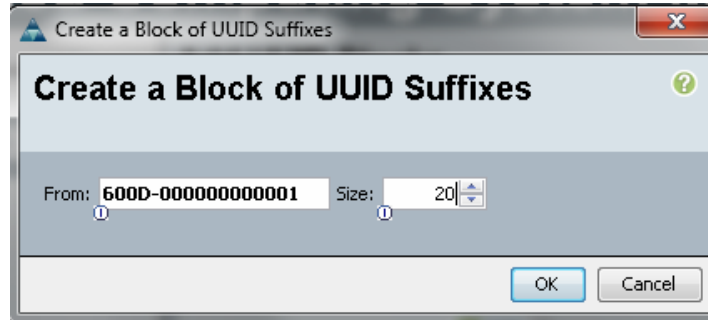 Create a Block of UUID Suffixes
Create a Block of UUID Suffixes
From: 600D-000000000001 Size: 20
OK Cancel